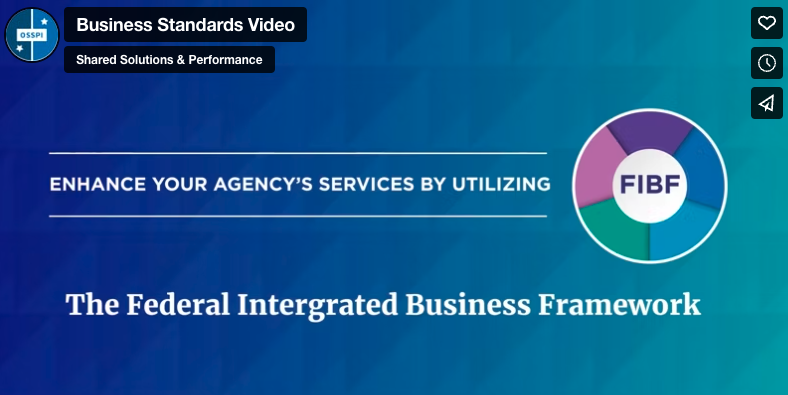 OSSPI
Business Standards Video
Shared Solutions & Performance
ENHANCE YOUR AGENCY’S SERVICES BY UTILIZING
FIBF
The Federal Intergrated Business Framework